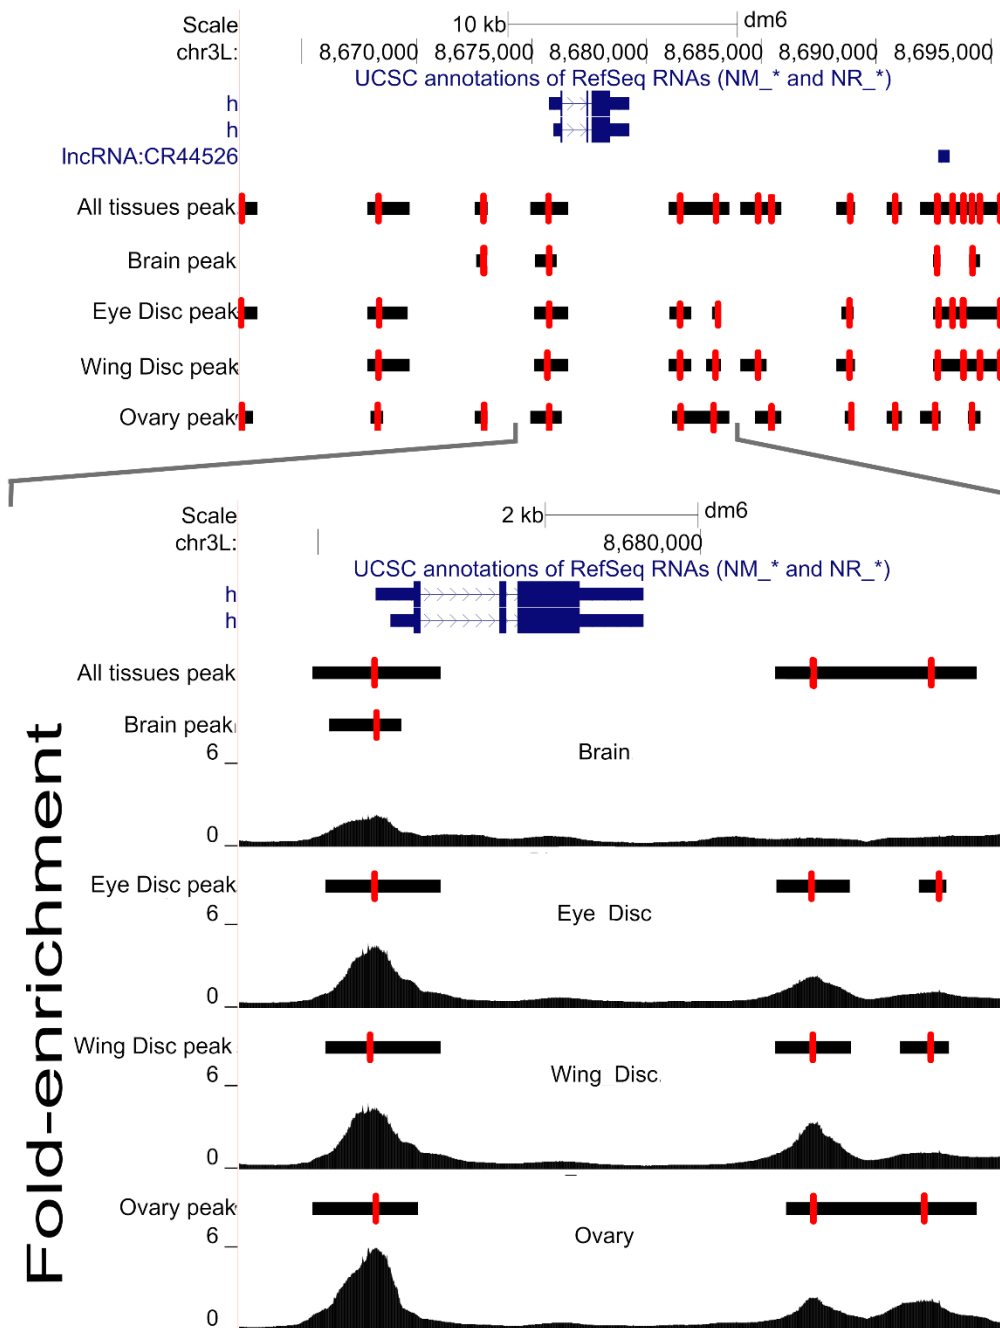 Scale 10 kb dm6
chr3L: 8,670,000 8,675,000 8,680,000 8,685,000 8,690,000 8,695,000
UCSC annotations of RefSeq RNAs (NM_* and NR_*)
h
h
lncRNA:CR44526
All tissues peak
Brain peak
Eye Disc peak
Wing Disc peak
Ovary peak
Scale 2 kb dm6
chr3L: 8,680,000
UCSC annotations of RefSeq RNAs (NM_* and NR_*)
h
h
All tissues peak
Brain peak
6
Brain
0
Eye Disc peak
6
Eye Disc
0
Wing Disc peak
6
Wing Disc
0
Ovary peak
6
Ovary
0
Fold-enrichment